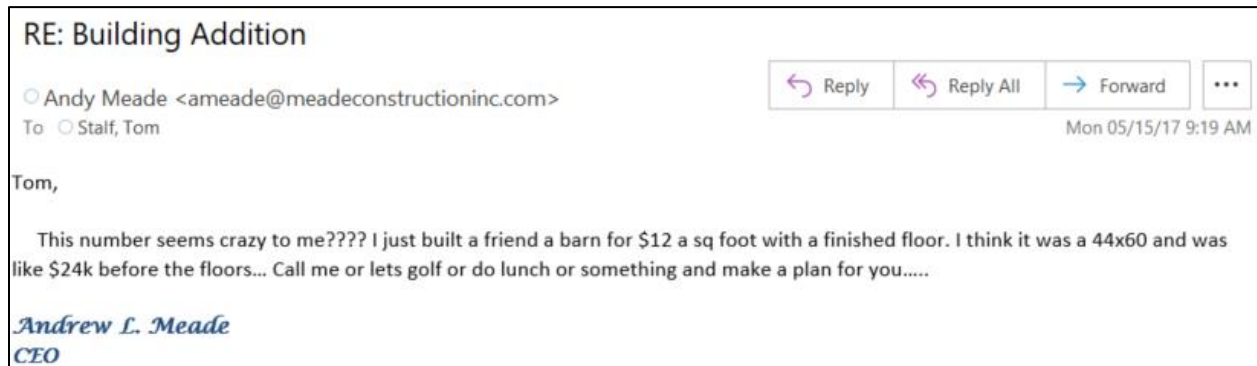 RE: Building Addition
Andy Meade <ameade@meadeconstructioninc.com>
Reply
Reply All
Forward
To Stalf, Tom
Mon 05/15/17 9:19 AM
Tom,
This number seems crazy to me???? I just built a friend a barn for $12 a sq foot with a finished floor. I think it was a 44x60 and was
like $24k before the floors... Call me or lets golf or do lunch or something and make a plan for you.....
Andrew L. Meade
CEO